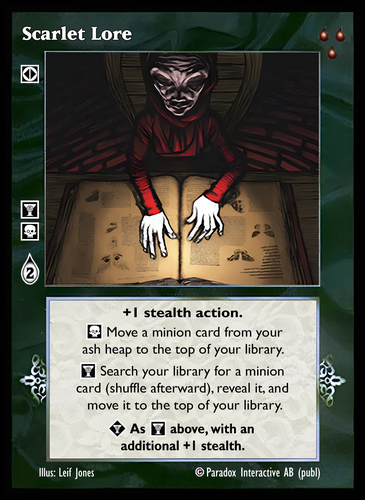 Scarlet Lore
2
+1 stealth action.
Move a minion card from your
ash heap to the top of your library.
Search your library for a minion
card (shuffle afterward), reveal it, and
move it to the top of your library.
As above, with an
additional +1 stealth.
Illus: Leif Jones © Paradox Interactive AB (publ)